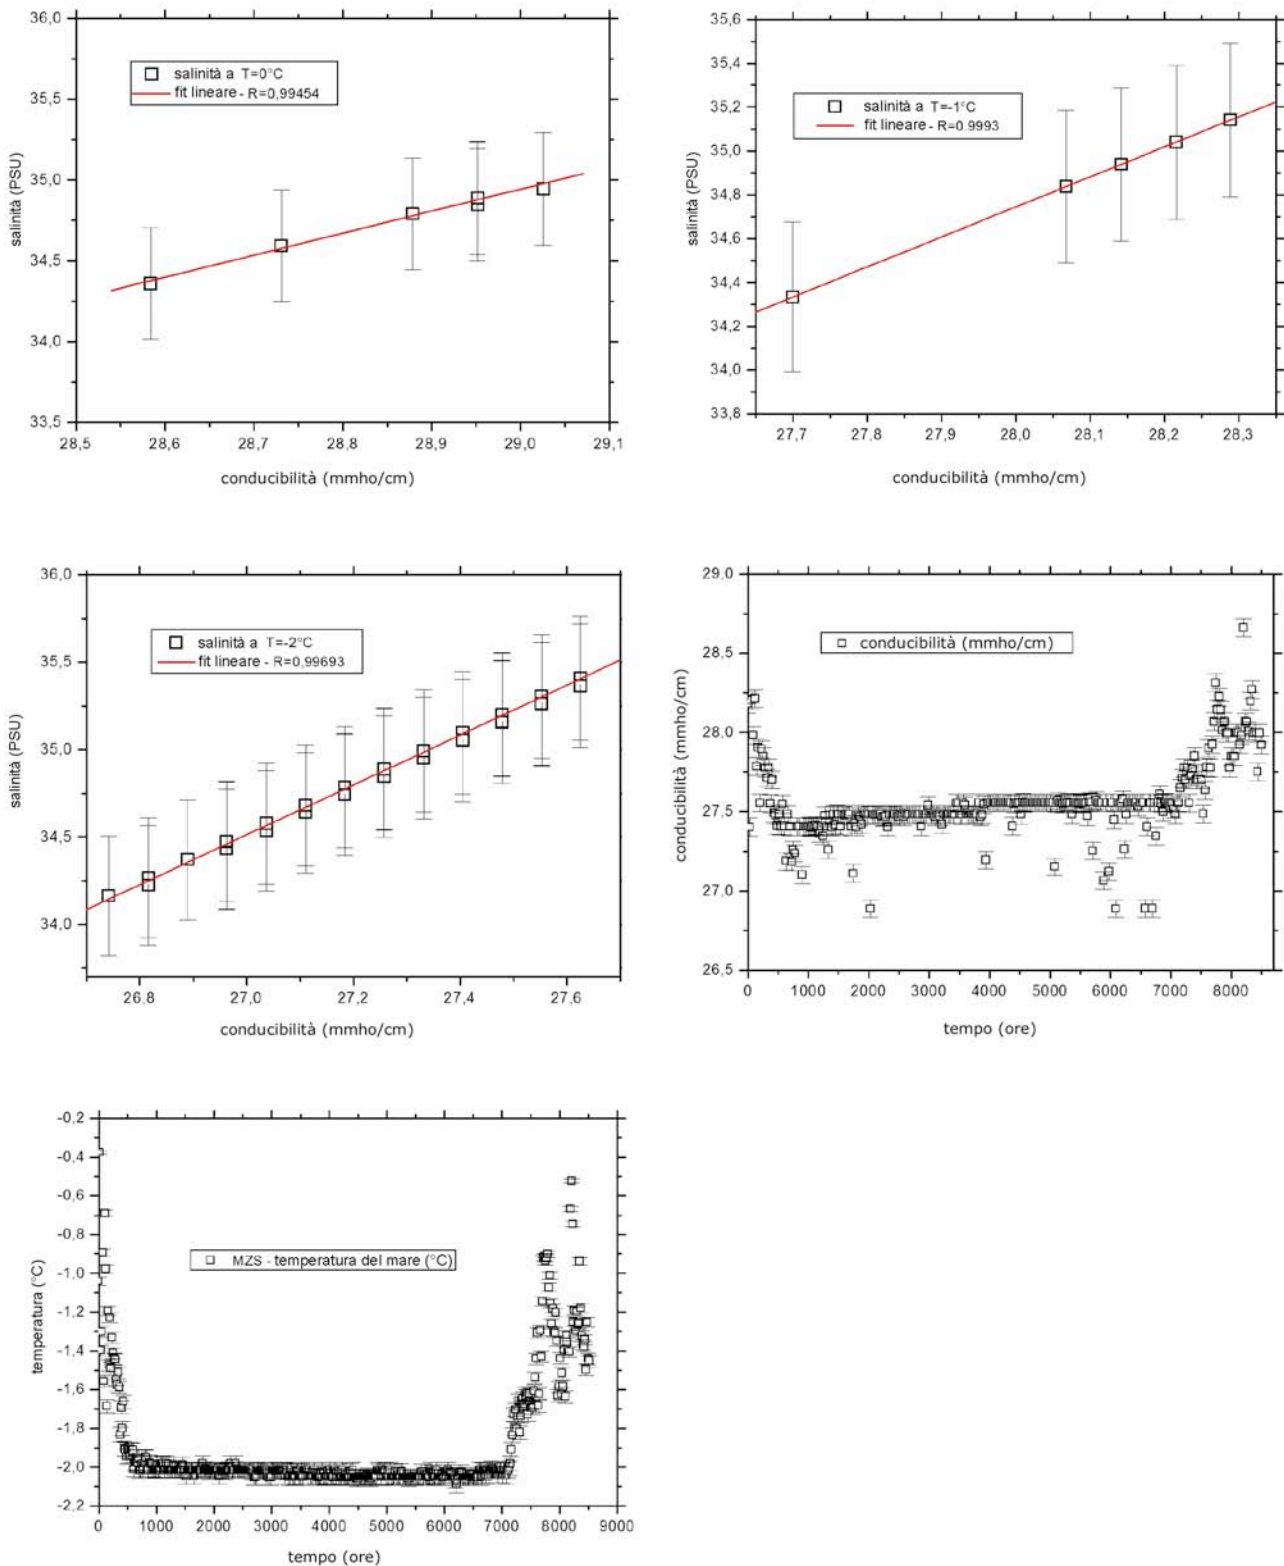 36,0
35,5
35,0
34,5
34,0
33,5
salinità (PSU)
salinità a T=0°C
fit lineare - R=0,99454
28,5 28,6 28,7 28,8 28,9 29,0 29,1
conducibilità (mmho/cm)
35,6
35,4
35,2
35,0
34,8
34,6
34,4
34,2
34,0
33,8
salinità (PSU)
salinità a T=-1°C
fit lineare - R=0.9993
27,7 27,8 27,9 28,0 28,1 28,2 28,3
conducibilità (mmho/cm)
36,0
35,5
35,0
34,5
34,0
salinità (PSU)
salinità a T=-2°C
fit lineare - R=0,99693
26,8 27,0 27,2 27,4 27,6
conducibilità (mmho/cm)
29,0
28,5
28,0
27,5
27,0
26,5
conducibilità (mmho/cm)
conducibilità (mmho/cm)
0 1000 2000 3000 4000 5000 6000 7000 8000
tempo (ore)
-0,2
-0,4
-0,6
-0,8
-1,0
-1,2
-1,4
-1,6
-1,8
-2,0
-2,2
temperatura (°C)
MZS - temperatura del mare (°C)
0 1000 2000 3000 4000 5000 6000 7000 8000 9000
tempo (ore)